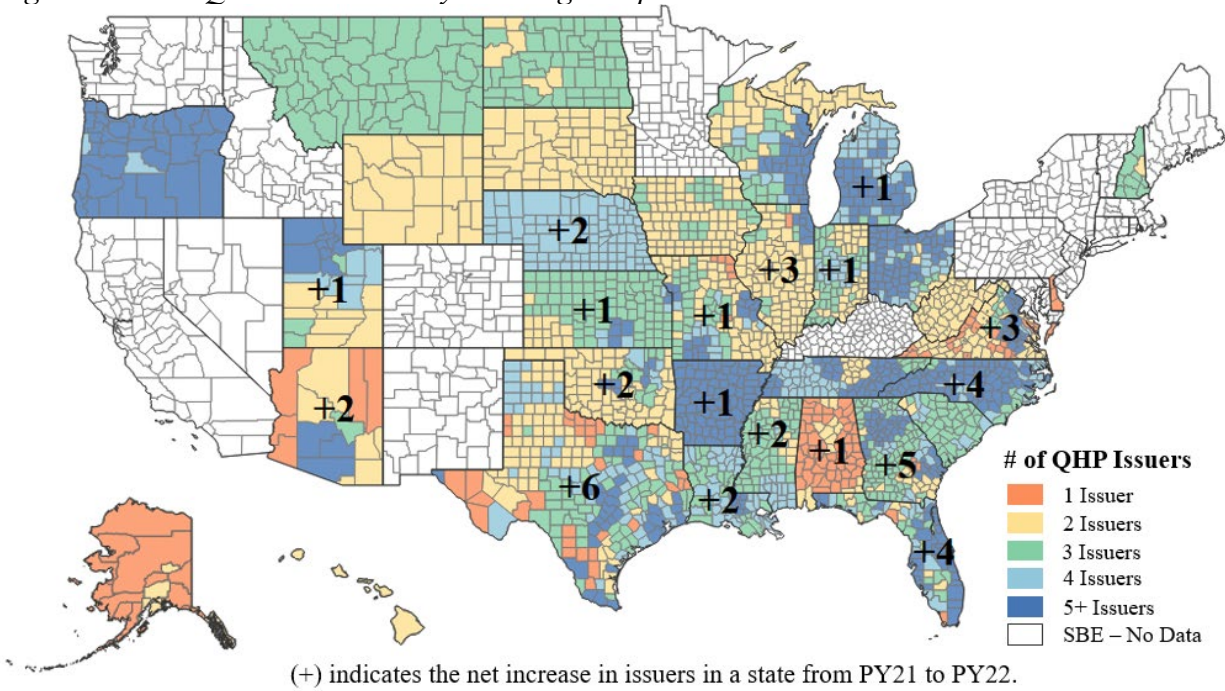 +1
+2
+1
+3
+1
+1
+1
+3
+2
+2
+1
+4
+2
+1
+5
+6
+2
+4
# of QHP Issuers
1 Issuer
2 Issuers
3 Issuers
4 Issuers
5+ Issuers
SBE – No Data
(+) indicates the net increase in issuers in a state from PY21 to PY22.